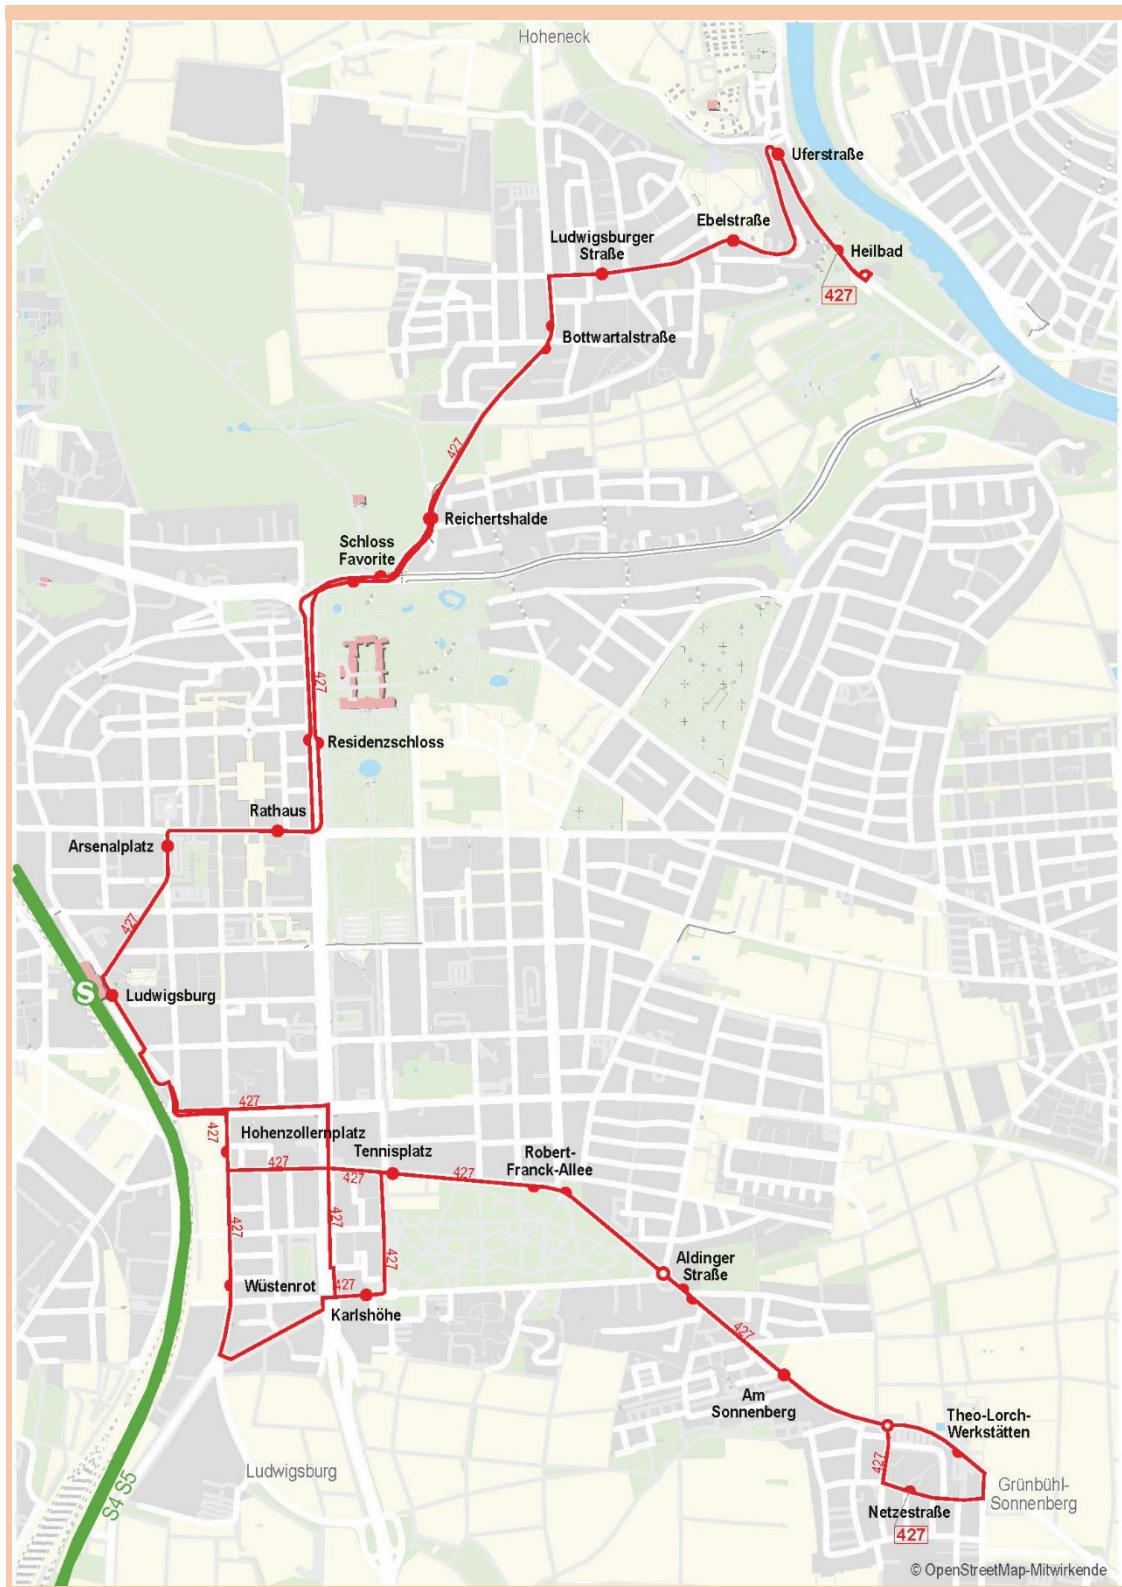 Hoheneck
Uferstraße
Ebelstraße
Ludwigsburger
Straße
Heilbad
427
Bottwartalstraße
427
Reichertshalde
Schloss
Favorite
427
Residenzschloss
Rathaus
Arsenalplatz
427
S
Ludwigsburg
427
427
Hohenzollernplatz
Tennisplatz
Robert-
Franck-Allee
427
427
427
427
427
427
Aldinger
Straße
Wüstenrot
427
Karlshöhe
427
Am
Sonnenberg
Theo-Lorch-
Werkstätten
427
Ludwigsburg
S4 S5
Grünbühl-
Sonnenberg
Netzestraße
427
© OpenStreetMap-Mitwirkende